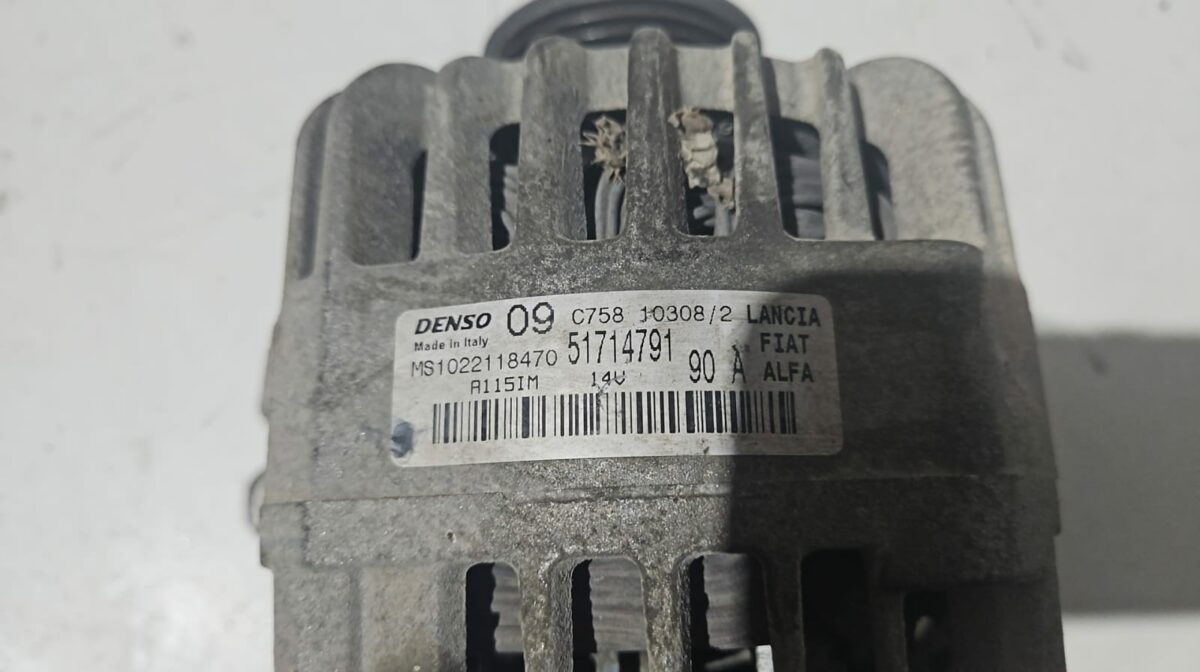 DENSO 09 C758 10308/2 LANCIA
Made in Italy FIAT
MS1022118470 51714791 90 A ALFA
A115IM 14V